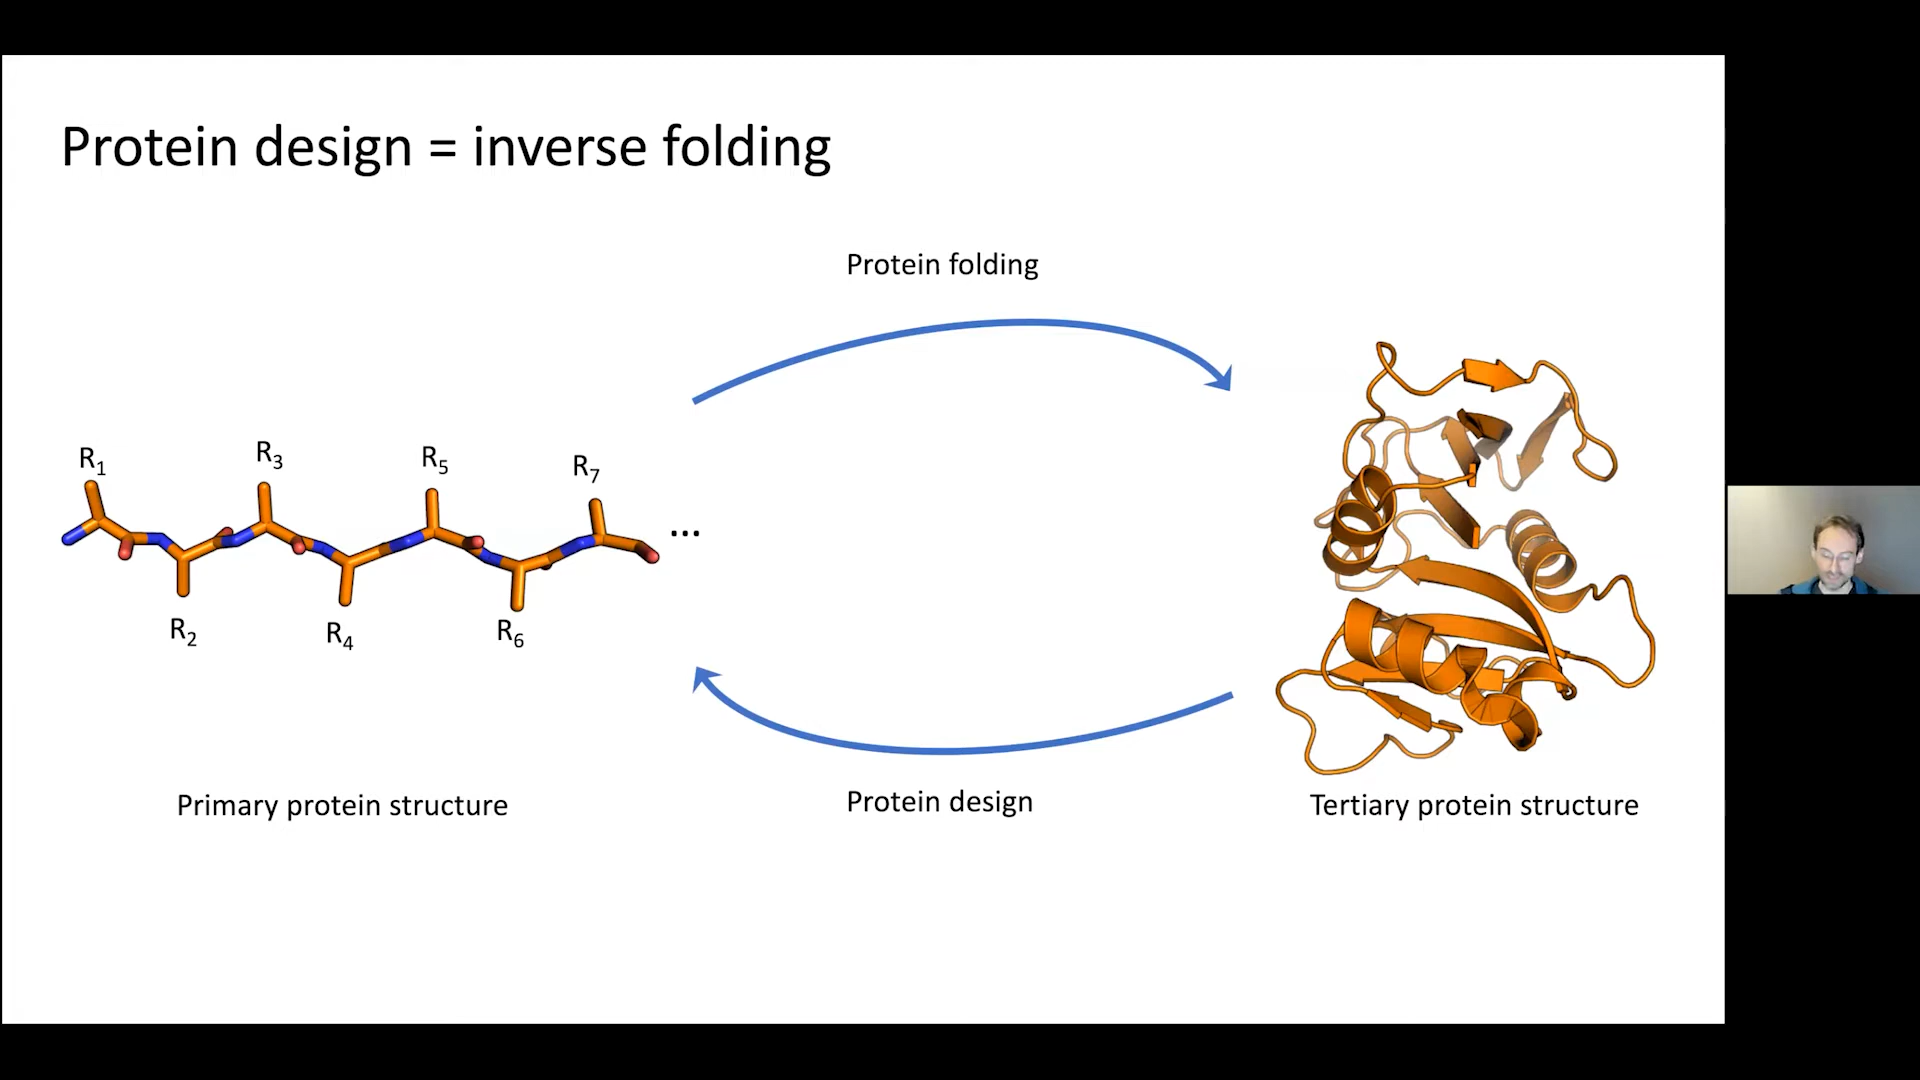 Protein design = inverse folding
Protein folding
R1
R3
R5
R7
...
R2
R4
R6
Primary protein structure
Protein design
Tertiary protein structure